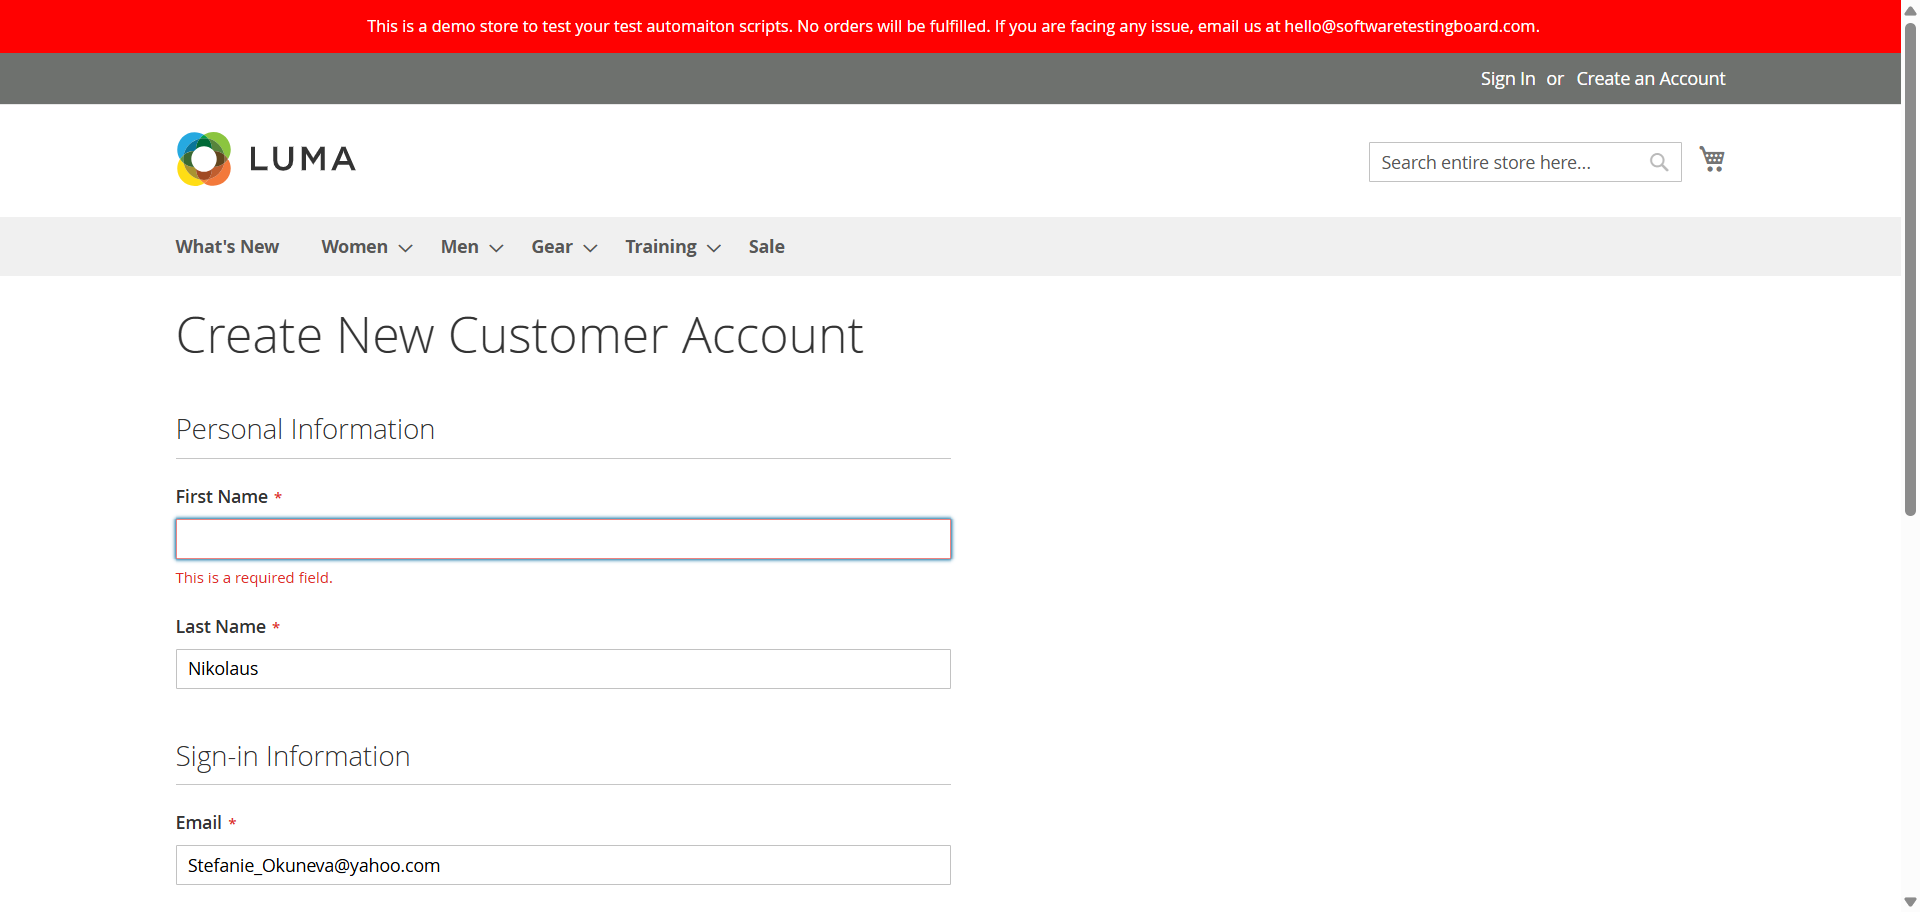 This is a demo store to test your test automaiton scripts. No orders will be fulfilled. If you are facing any issue, email us at hello@softwaretestingboard.com.
Sign In or Create an Account
LUMA
Search entire store here...
What's New Women Men Gear Training Sale
Create New Customer Account
Personal Information
First Name *
This is a required field.
Last Name *
Nikolaus
Sign-in Information
Email *
Stefanie_Okuneva@yahoo.com